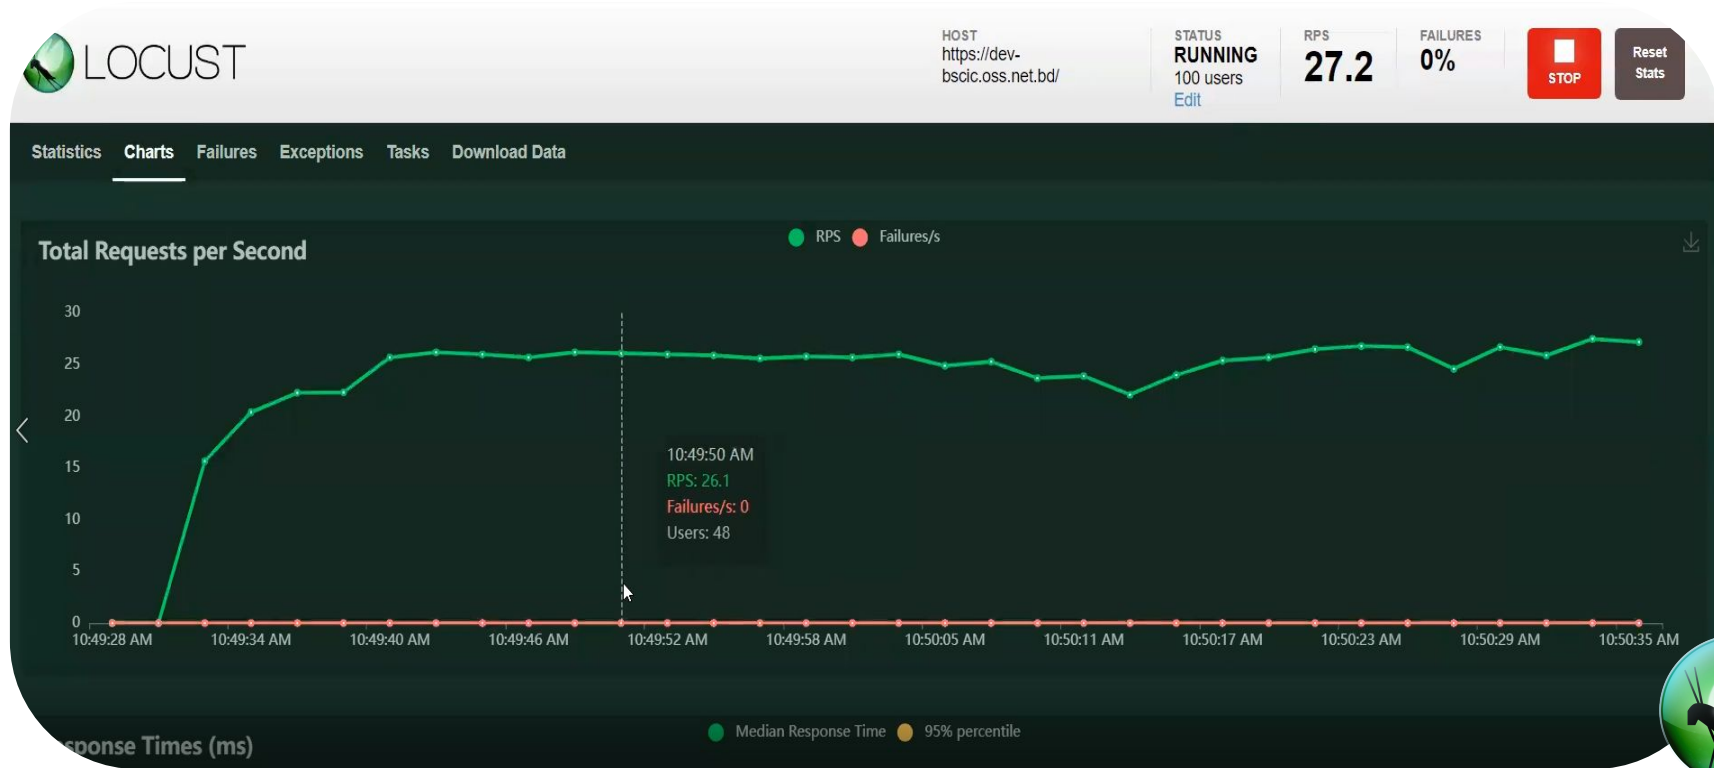 LOCUST
HOST
https://dev-
bscic.oss.net.bd/
STATUS
RUNNING
100 users
Edit
RPS
27.2
FAILURES
0%
STOP
Reset
Stats
Statistics Charts Failures Exceptions Tasks Download Data
Total Requests per Second
RPS Failures/s
30
25
20
15
10
5
0
10:49:50 AM
RPS: 26.1
Failures/s: 0
Users: 48
10:49:28 AM 10:49:34 AM 10:49:40 AM 10:49:46 AM 10:49:52 AM 10:49:58 AM 10:50:05 AM 10:50:11 AM 10:50:17 AM 10:50:23 AM 10:50:29 AM 10:50:35 AM
sponse Times (ms)
Median Response Time 95% percentile